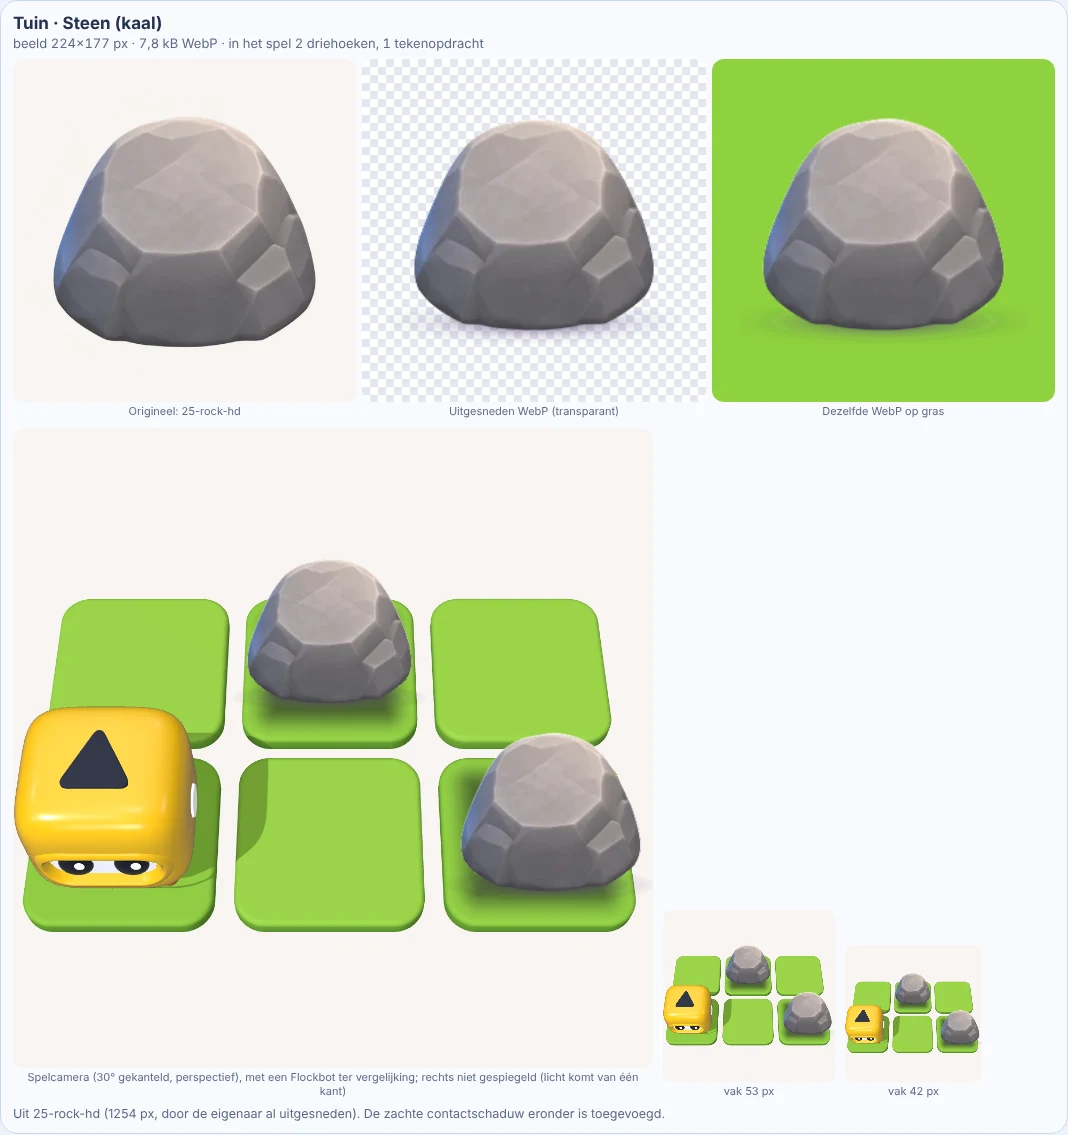 Tuin · Steen (kaal)
beeld 224×177 px · 7,8 kB WebP · in het spel 2 driehoeken, 1 tekenopdracht
Origineel: 25-rock-hd
Uitgesneden WebP (transparant)
Dezelfde WebP op gras
Spelcamera (30° gekanteld, perspectief), met een Flockbot ter vergelijking; rechts niet gespiegeld (licht komt van één
kant)
vak 53 px
vak 42 px
Uit 25-rock-hd (1254 px, door de eigenaar al uitgesneden). De zachte contactschaduw eronder is toegevoegd.